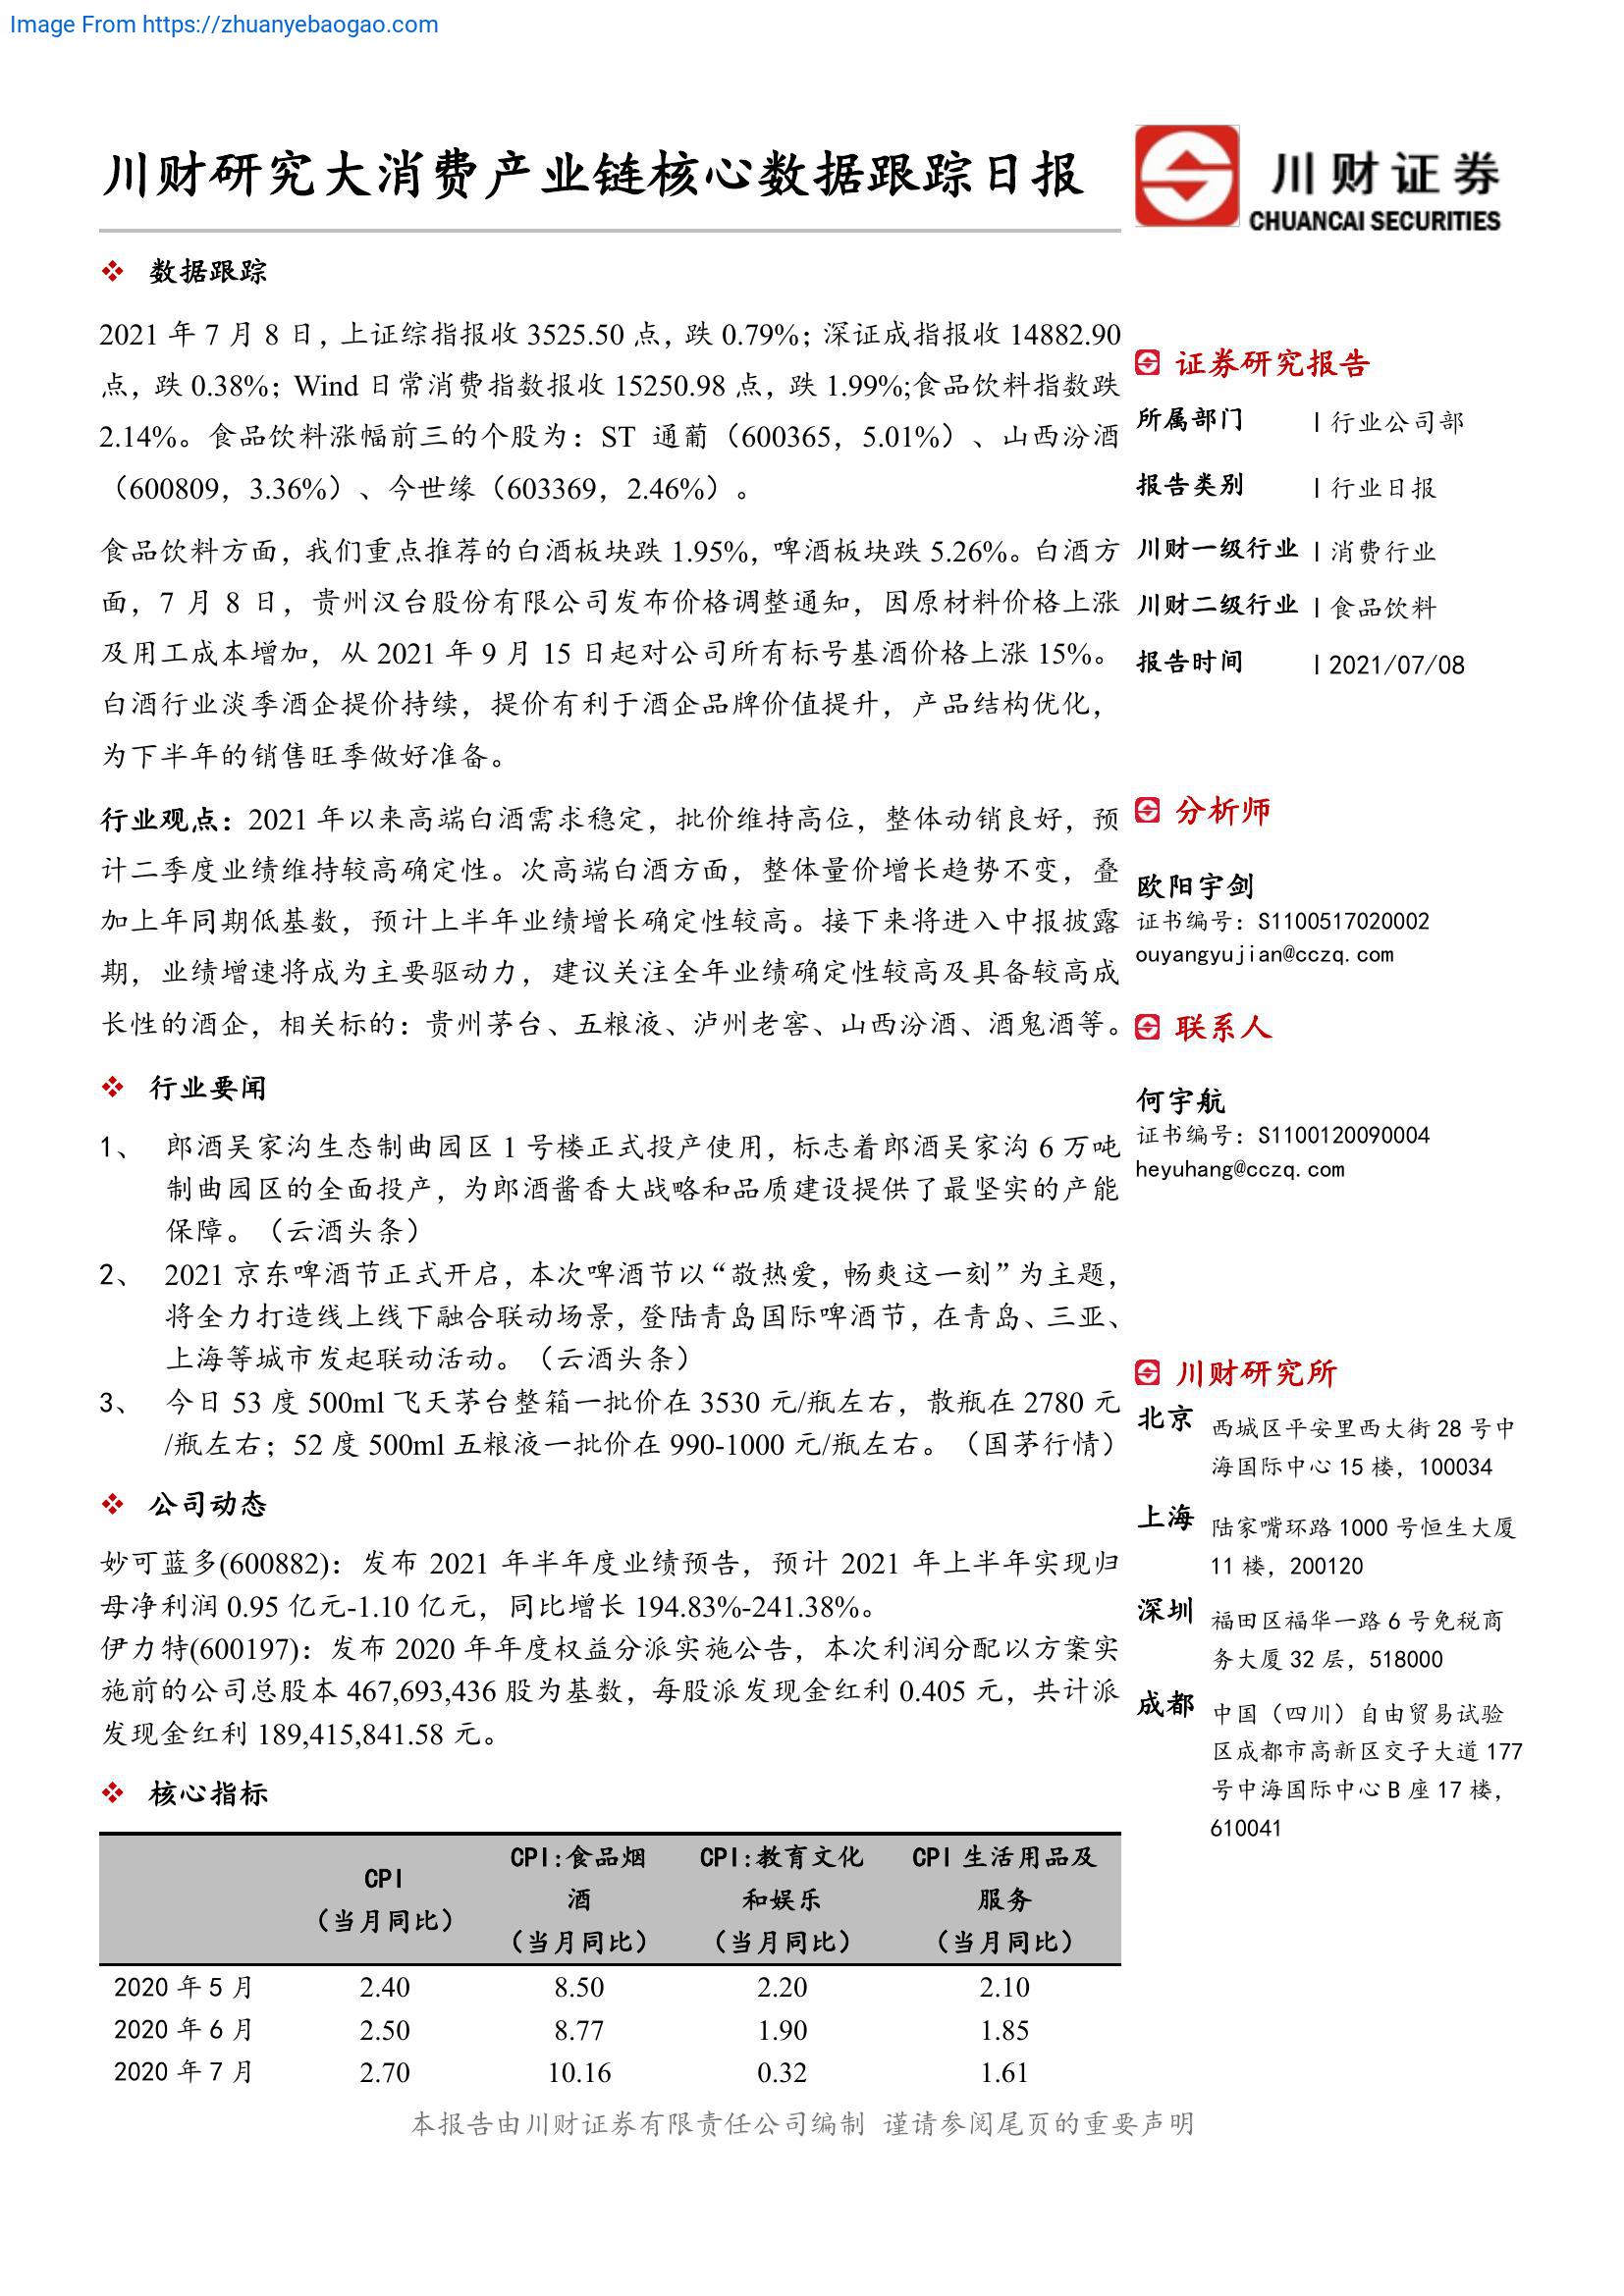 Image From https://zhuanyebaogao.com
川财研究大消费产业链核心数据跟踪日报
川财证券
CHUANCAI SECURITIES
数据跟踪
2021 年 7 月 8 日，上证综指报收 3525.50 点，跌 0.79%；深证成指报收 14882.90
点，跌 0.38%；Wind 日常消费指数报收 15250.98 点，跌 1.99%;食品饮料指数跌
2.14%。食品饮料涨幅前三的个股为：ST 通葡（600365，5.01%）、山西汾酒
（600809，3.36%）、今世缘（603369，2.46%）。
食品饮料方面，我们重点推荐的白酒板块跌 1.95%，啤酒板块跌 5.26%。白酒方
面，7 月 8 日，贵州汉台股份有限公司发布价格调整通知，因原材料价格上涨
及用工成本增加，从 2021 年 9 月 15 日起对公司所有标号基酒价格上涨 15%。
白酒行业淡季酒企提价持续，提价有利于酒企品牌价值提升，产品结构优化，
为下半年的销售旺季做好准备。
行业观点：2021 年以来高端白酒需求稳定，批价维持高位，整体动销良好，预
计二季度业绩维持较高确定性。次高端白酒方面，整体量价增长趋势不变，叠
加上年同期低基数，预计上半年业绩增长确定性较高。接下来将进入中报披露
期，业绩增速将成为主要驱动力，建议关注全年业绩确定性较高及具备较高成
长性的酒企，相关标的：贵州茅台、五粮液、泸州老窖、山西汾酒、酒鬼酒等。
行业要闻
1、 郎酒吴家沟生态制曲园区 1 号楼正式投产使用，标志着郎酒吴家沟 6 万吨
制曲园区的全面投产，为郎酒酱香大战略和品质建设提供了最坚实的产能
保障。（云酒头条）
2、 2021 京东啤酒节正式开启，本次啤酒节以“敬热爱，畅爽这一刻”为主题，
将全力打造线上线下融合联动场景，登陆青岛国际啤酒节，在青岛、三亚、
上海等城市发起联动活动。（云酒头条）
3、 今日 53 度 500ml 飞天茅台整箱一批价在 3530 元/瓶左右，散瓶在 2780 元
/瓶左右；52 度 500ml 五粮液一批价在 990-1000 元/瓶左右。（国茅行情）
公司动态
妙可蓝多(600882)：发布 2021 年半年度业绩预告，预计 2021 年上半年实现归
母净利润 0.95 亿元-1.10 亿元，同比增长 194.83%-241.38%。
伊力特(600197)：发布 2020 年年度权益分派实施公告，本次利润分配以方案实
施前的公司总股本 467,693,436 股为基数，每股派发现金红利 0.405 元，共计派
发现金红利 189,415,841.58 元。
核心指标
CPI（当月同比） CPI:食品烟酒（当月同比） CPI:教育文化和娱乐（当月同比） CPI 生活用品及服务（当月同比）
2020 年 5 月 2.40 8.50 2.20 2.10
2020 年 6 月 2.50 8.77 1.90 1.85
2020 年 7 月 2.70 10.16 0.32 1.61
证券研究报告
所属部门 | 行业公司部
报告类别 | 行业日报
川财一级行业 | 消费行业
川财二级行业 | 食品饮料
报告时间 | 2021/07/08
分析师
欧阳宇剑
证书编号：S1100517020002
ouyangyujian@cczq.com
联系人
何宇航
证书编号：S1100120090004
heyuhang@cczq.com
川财研究所
北京 西城区平安里西大街 28 号中
海国际中心 15 楼，100034
上海 陆家嘴环路 1000 号恒生大厦
11 楼，200120
深圳 福田区福华一路 6 号免税商
务大厦 32 层，518000
成都 中国（四川）自由贸易试验
区成都市高新区交子大道 177
号中海国际中心 B 座 17 楼，
610041
本报告由川财证券有限责任公司编制 谨请参阅尾页的重要声明